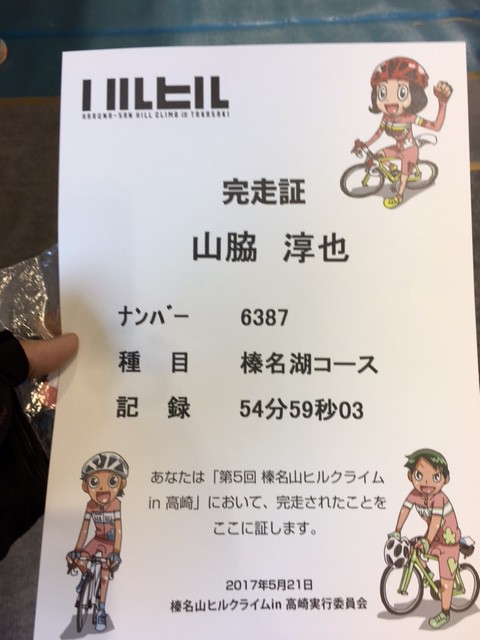 ハルヒル
HARUNA-SAN HILL CLIMB in TAKASAKI
完走証
山脇 淳也
ナンバー 6387
種目 榛名湖コース
記録 54分59秒03
あなたは「第5回 榛名山ヒルクライム
in 高崎」において、完走されたことを
ここに証します。
2017年5月21日
榛名山ヒルクライムin 高崎実行委員会